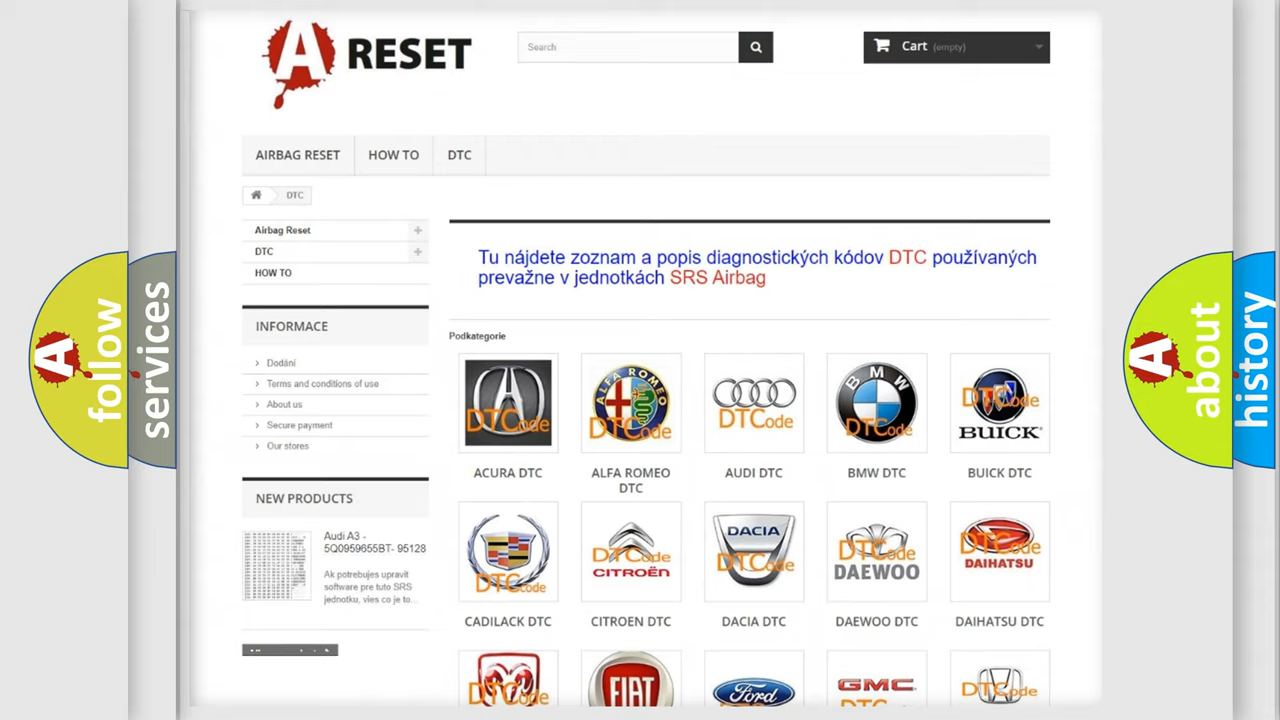 A RESET
Search
Cart (empty)
AIRBAG RESET
HOW TO
DTC
DTC
Airbag Reset
DTC
HOW TO
Tu nájdete zoznam a popis diagnostických kódov DTC používaných
prevažne v jednotkách SRS Airbag
INFORMACE
Dodání
Terms and conditions of use
About us
Secure payment
Our stores
NEW PRODUCTS
Audi A3 -
5Q0959655BT- 95128
Ak potrebujes upravit
software pre tuto SRS
jednotku, vies co je to...
Podkategorie
DTCode
ALFA ROMEO
DTCode
DTCode
BMW
DTCode
DTCode
BUICK
ACURA DTC
ALFA ROMEO
DTC
AUDI DTC
BMW DTC
BUICK DTC
DTCode
DTCode
CITROËN
DACIA
DTCode
DTCode
DAEWOO
DTCode
DAIHATSU
CADILACK DTC
CITROEN DTC
DACIA DTC
DAEWOO DTC
DAIHATSU DTC
DTCode
FIAT
Ford
GMC
DTCode
A follow
services
A about
history